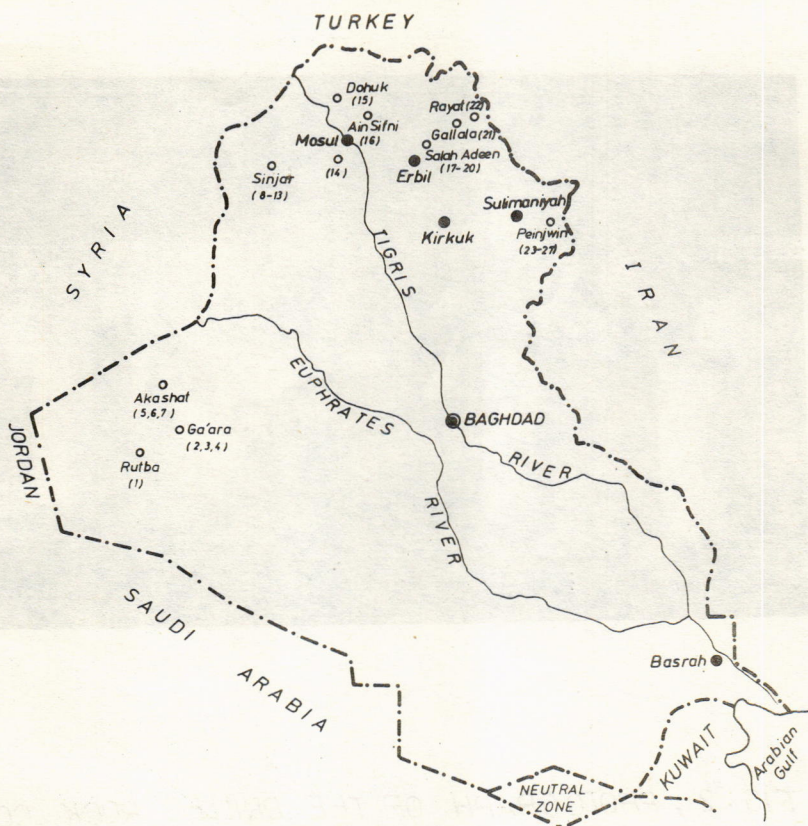 TURKEY
Dohuk
(15)
Rayat (22)
Ain Sifni
(16)
Gallala (21)
Mosul
Salah Adeen
(17-20)
Sinjar
(8-13)
(14)
Erbil
Sulimaniyah
Kirkuk
Peinjwin
(23-27)
SYRIA
TIGRIS
IRAN
EUPHRATES
Akashat
(5,6,7)
Ga'ara
(2,3,4)
BAGHDAD
JORDAN
Rutba
(1)
RIVER
RIVER
SAUDI
ARABIA
Basrah
KUWAIT
Arabian
Gulf
NEUTRAL
ZONE